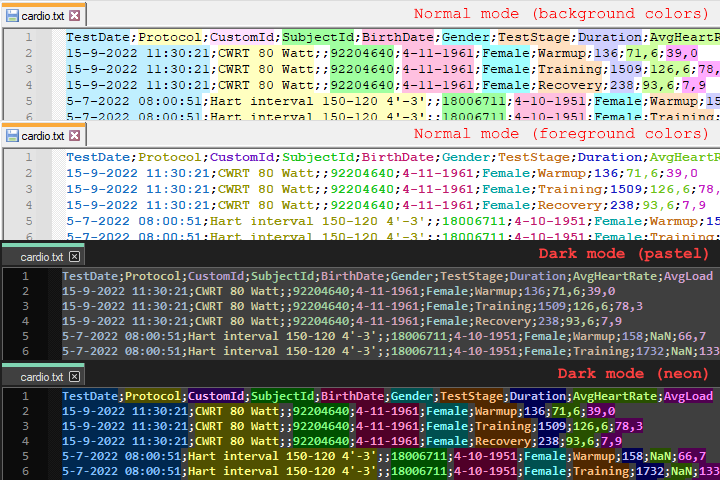 cardio.txt
Normal mode (background colors)
1 TestDate;Protocol;CustomId;SubjectId;BirthDate;Gender;TestStage;Duration;AvgHeartR
2 15-9-2022 11:30:21;CWRT 80 Watt;;92204640;4-11-1961;Female;Warmup;136;71,6;39,0
3 15-9-2022 11:30:21;CWRT 80 Watt;;92204640;4-11-1961;Female;Training;1509;126,6;78,
4 15-9-2022 11:30:21;CWRT 80 Watt;;92204640;4-11-1961;Female;Recovery;238;93,6;7,9
5 5-7-2022 08:00:51;Hart interval 150-120 4'-3';;18006711;4-10-1951;Female;Warmup;15
6 5-7-2022 08:00:51;Hart interval 150-120 4'-3';;18006711;4-10-1951;Female;Training:
cardio.txt
Normal mode (foreground colors)
1 TestDate;Protocol;CustomId;SubjectId;BirthDate;Gender;TestStage;Duration;AvgHeartR
2 15-9-2022 11:30:21;CWRT 80 Watt;;92204640;4-11-1961;Female;Warmup;136;71,6;39,0
3 15-9-2022 11:30:21;CWRT 80 Watt;;92204640;4-11-1961;Female;Training;1509;126,6;78,
4 15-9-2022 11:30:21;CWRT 80 Watt;;92204640;4-11-1961;Female;Recovery;238;93,6;7,9
5 5-7-2022 08:00:51;Hart interval 150-120 4'-3';;18006711;4-10-1951;Female;Warmup;15
6 5-7-2022 08:00:51;Hart interval 150-120 4'-3';;18006711;4-10-1951;Female;Training:
cardio.txt
Dark mode (pastel)
1 TestDate;Protocol;CustomId;SubjectId;BirthDate;Gender;TestStage;Duration;AvgHeartRate;AvgLoad
2 15-9-2022 11:30:21;CWRT 80 Watt;;92204640;4-11-1961;Female;Warmup;136;71,6;39,0
3 15-9-2022 11:30:21;CWRT 80 Watt;;92204640;4-11-1961;Female;Training;1509;126,6;78,3
4 15-9-2022 11:30:21;CWRT 80 Watt;;92204640;4-11-1961;Female;Recovery;238;93,6;7,9
5 5-7-2022 08:00:51;Hart interval 150-120 4'-3';;18006711;4-10-1951;Female;Warmup;158;NaN;66,7
6 5-7-2022 08:00:51;Hart interval 150-120 4'-3';;18006711;4-10-1951;Female;Training;1732;NaN;133
cardio.txt
Dark mode (neon)
1 TestDate;Protocol;CustomId;SubjectId;BirthDate;Gender;TestStage;Duration;AvgHeartRate;AvgLoad
2 15-9-2022 11:30:21;CWRT 80 Watt;;92204640;4-11-1961;Female;Warmup;136;71,6;39,0
3 15-9-2022 11:30:21;CWRT 80 Watt;;92204640;4-11-1961;Female;Training;1509;126,6;78,3
4 15-9-2022 11:30:21;CWRT 80 Watt;;92204640;4-11-1961;Female;Recovery;238;93,6;7,9
5 5-7-2022 08:00:51;Hart interval 150-120 4'-3';;18006711;4-10-1951;Female;Warmup;158;NaN;66,7
6 5-7-2022 08:00:51;Hart interval 150-120 4'-3';;18006711;4-10-1951;Female;Training;1732;NaN;133